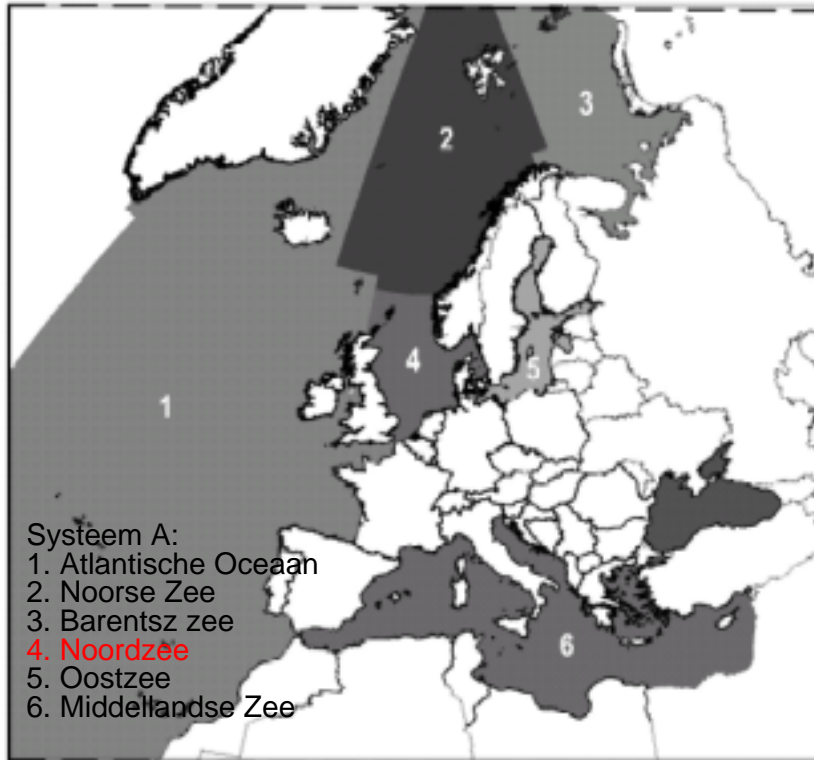 2
3
4
5
1
6
Systeem A:
1. Atlantische Oceaan
2. Noorse Zee
3. Barentsz zee
4. Noordzee
5. Oostzee
6. Middellandse Zee